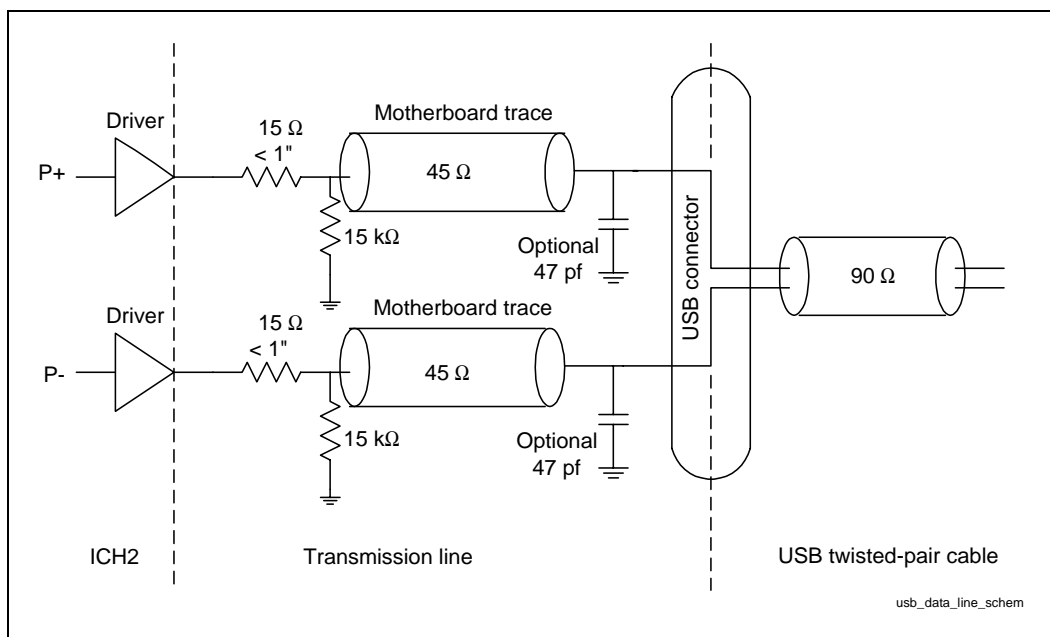 Driver
15 Ω
< 1"
Motherboard trace
P+
45 Ω
15 kΩ
Optional
47 pf
USB connector
90 Ω
Driver
15 Ω
< 1"
Motherboard trace
P-
45 Ω
15 kΩ
Optional
47 pf
ICH2
Transmission line
USB twisted-pair cable
usb_data_line_schem